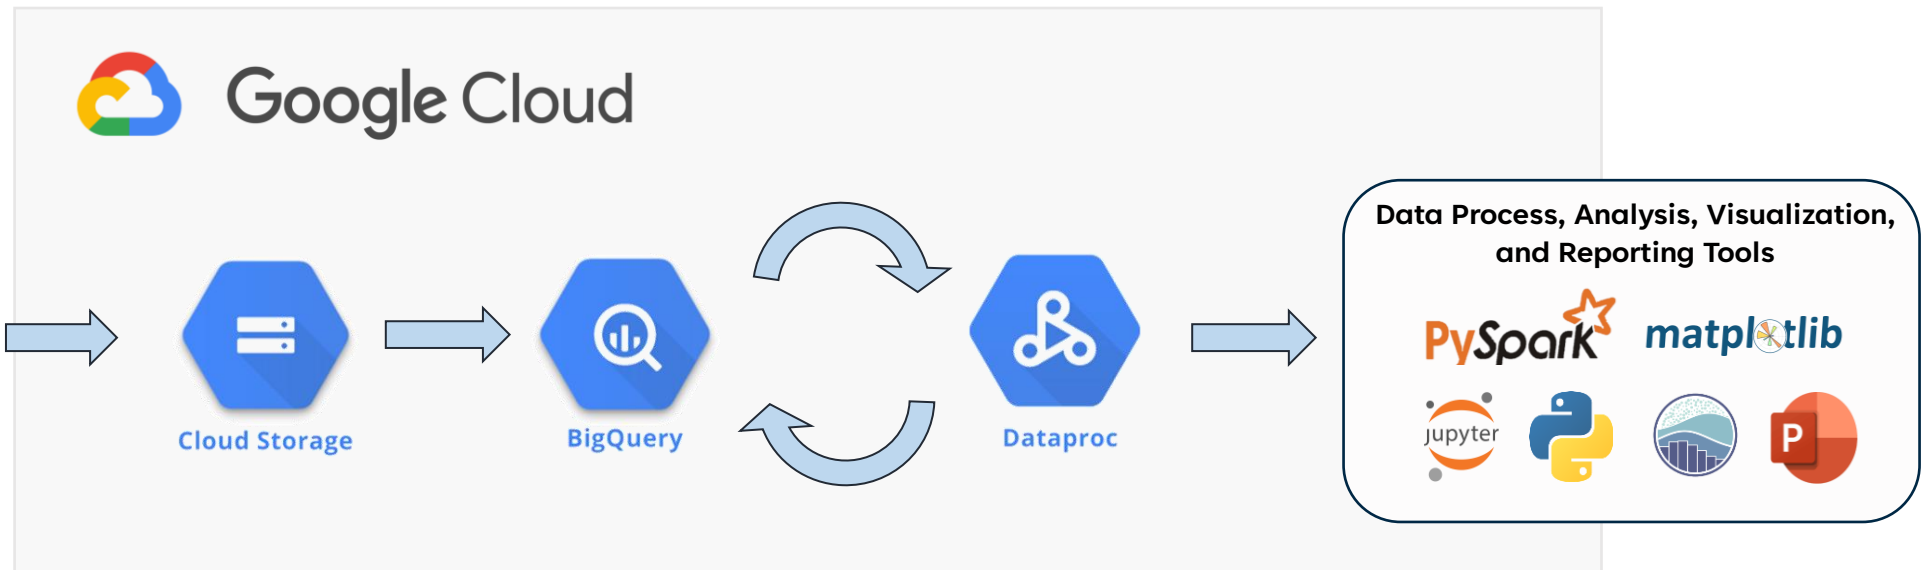 Google Cloud
Data Process, Analysis, Visualization,
and Reporting Tools
PySpark
matplotlib
Jupyter
P
Cloud Storage
BigQuery
Dataproc